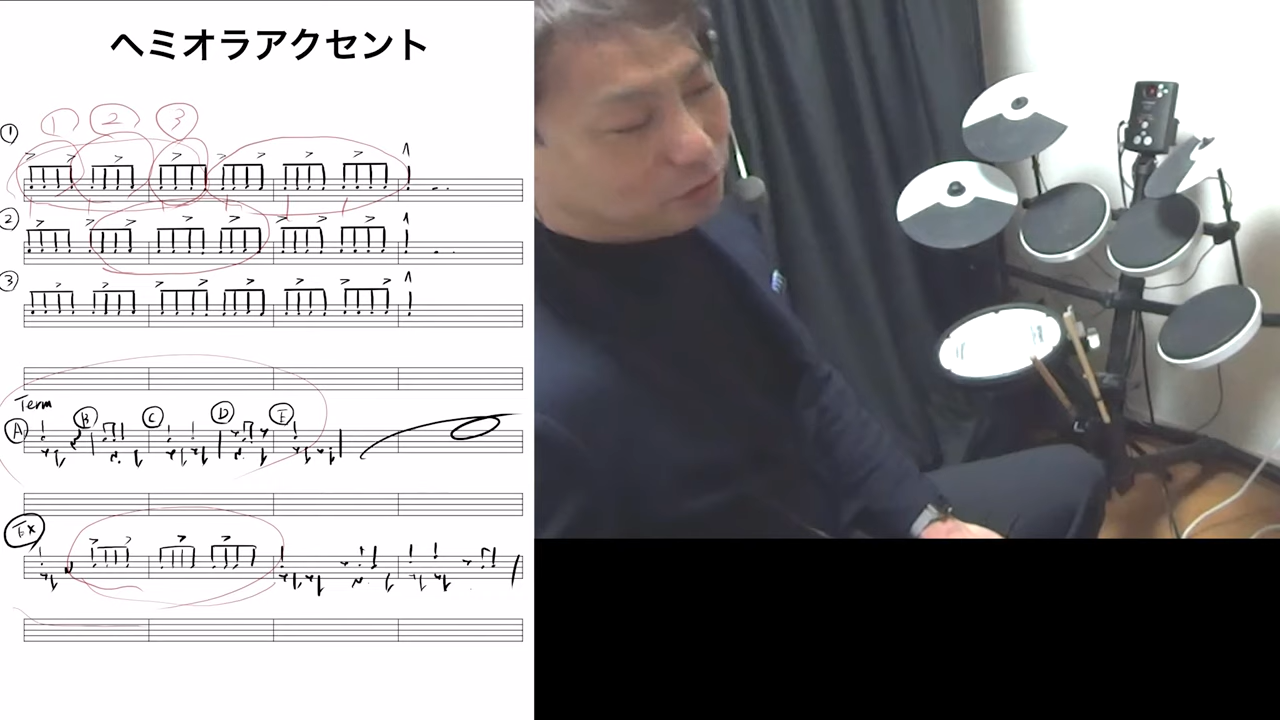 ヘミオラアクセント
① ② ③
①
②
③
Term
Ⓐ Ⓑ Ⓒ Ⓓ Ⓔ
Ex